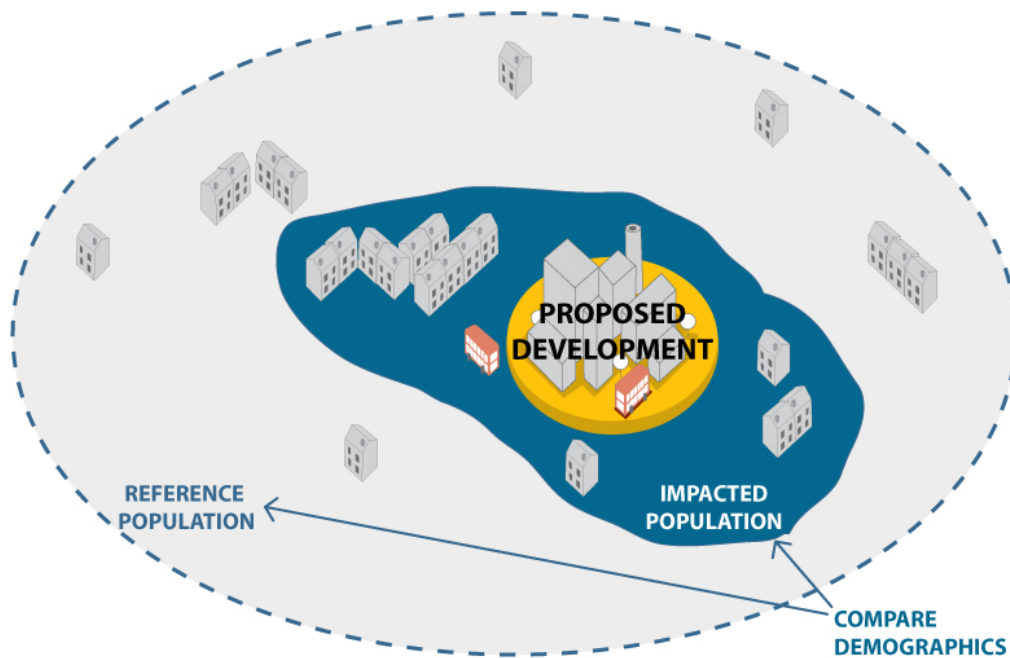 PROPOSED
DEVELOPMENT
REFERENCE
POPULATION
IMPACTED
POPULATION
COMPARE
DEMOGRAPHICS